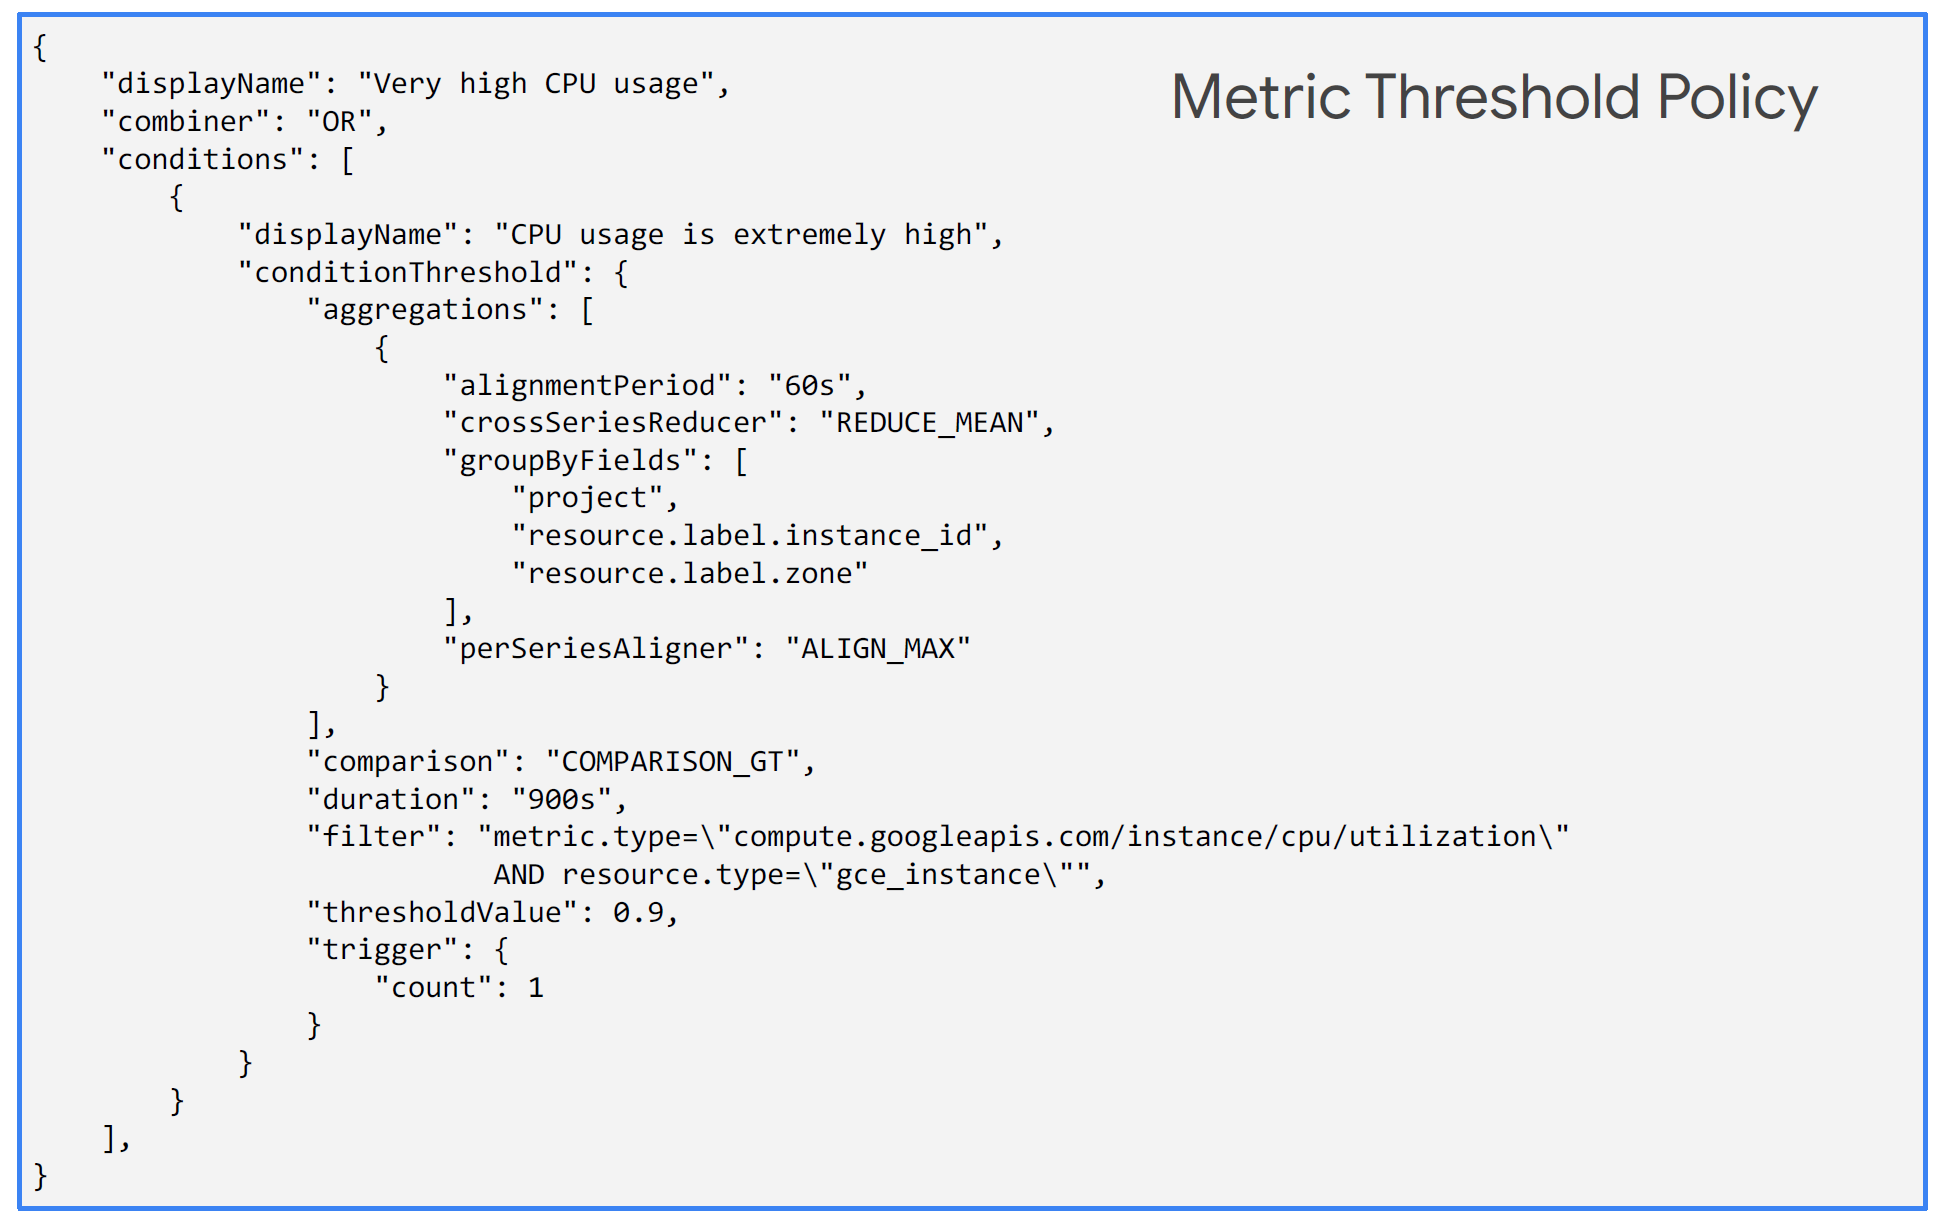 Metric Threshold Policy
{
    "displayName": "Very high CPU usage",
    "combiner": "OR",
    "conditions": [
        {
            "displayName": "CPU usage is extremely high",
            "conditionThreshold": {
                "aggregations": [
                    {
                        "alignmentPeriod": "60s",
                        "crossSeriesReducer": "REDUCE_MEAN",
                        "groupByFields": [
                            "project",
                            "resource.label.instance_id",
                            "resource.label.zone"
                        ],
                        "perSeriesAligner": "ALIGN_MAX"
                    }
                ],
                "comparison": "COMPARISON_GT",
                "duration": "900s",
                "filter": "metric.type=\"compute.googleapis.com/instance/cpu/utilization\"
                           AND resource.type=\"gce_instance\"",
                "thresholdValue": 0.9,
                "trigger": {
                    "count": 1
                }
            }
        }
    ],
}